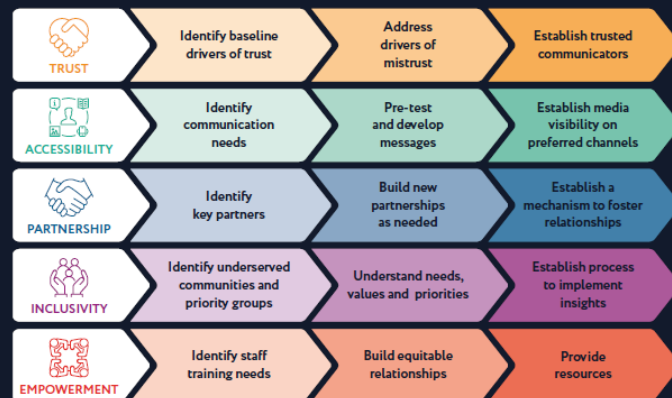 TRUST
Identify baseline
drivers of trust
Address
drivers of
mistrust
Establish trusted
communicators
ACCESSIBILITY
Identify
communication
needs
Pre-test
and develop
messages
Establish media
visibility on
preferred channels
PARTNERSHIP
Identify
key partners
Build new
partnerships
as needed
Establish a
mechanism to foster
relationships
INCLUSIVITY
Identify underserved
communities and
priority groups
Understand needs,
values and priorities
Establish process
to implement
insights
EMPOWERMENT
Identify staff
training needs
Build equitable
relationships
Provide
resources